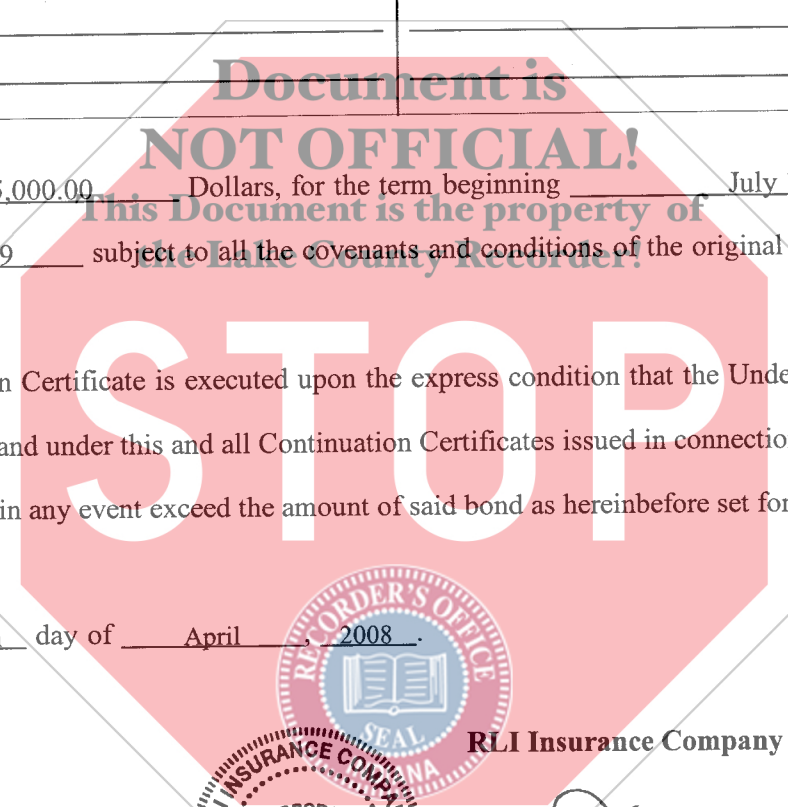 Document is
NOT OFFICIAL!
5,000.00 Dollars, for the term beginning July
This Document is the property of
9 subject to all the covenants and conditions of the original
the Lake County Recorder!
STOP
n Certificate is executed upon the express condition that the Unde
and under this and all Continuation Certificates issued in connectio
in any event exceed the amount of said bond as hereinbefore set for
RECORDER'S OFFICE
day of April, 2008.
SEAL
RLI Insurance Company
INSURANCE COMPA